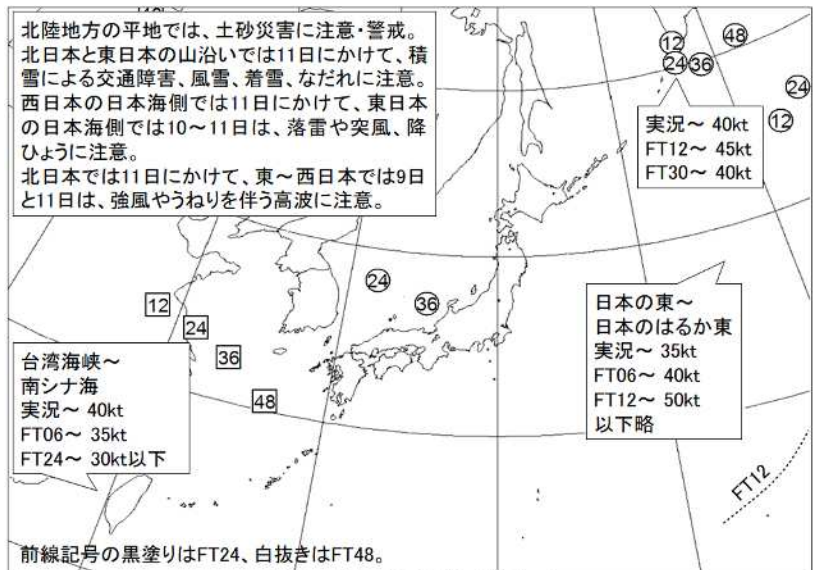 北陸地方の平地では、土砂災害に注意・警戒。
北日本と東日本の山沿いでは11日にかけて、積
雪による交通障害、風雪、着雪、なだれに注意。
西日本の日本海側では11日にかけて、東日本
の日本海側では10～11日は、落雷や突風、降
ひょうに注意。
北日本では11日にかけて、東～西日本では9日
と11日は、強風やうねりを伴う高波に注意。
48
12
24
36
24
12
実況～ 40kt
FT12～ 45kt
FT30～ 40kt
24
36
12
24
36
48
日本の東～
日本のはるか東
実況～ 35kt
FT06～ 40kt
FT12～ 50kt
以下略
台湾海峡～
南シナ海
実況～ 40kt
FT06～ 35kt
FT24～ 30kt以下
FT12
前線記号の黒塗りはFT24、白抜きはFT48。